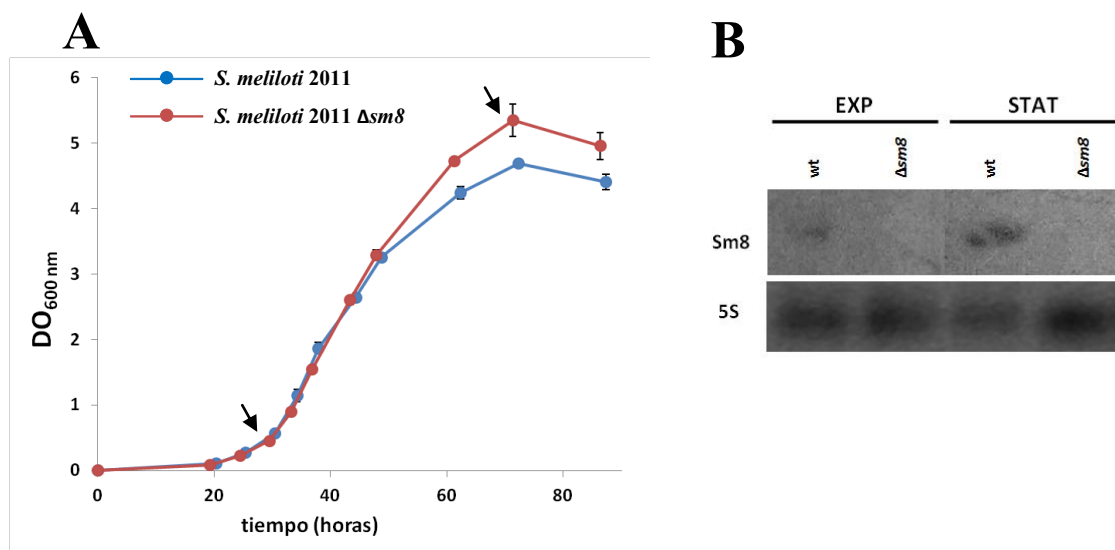 A
S. meliloti 2011
S. meliloti 2011 Δsm8
6
5
4
3
2
1
0
DO600 nm
0 20 40 60 80
tiempo (horas)
B
EXP STAT
wt Δsm8 wt Δsm8
Sm8
5S